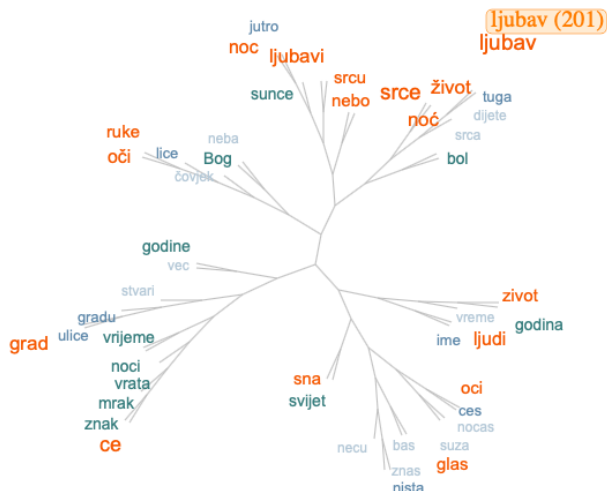 ljubav (201)
jutro
noc
ljubavi
ljubav
srcu
sunce
nebo
srce
život
tuga
noć
dijete
srca
bol
ruke
oči
lice
neba
Bog
čovjek
godine
vec
stvari
gradu
ulice
grad
vrijeme
noci
vrata
mrak
znak
ce
zivot
vreme
godina
ime
ljudi
sna
svijet
oci
ces
nocas
suza
glas
necu
bas
znas
nista